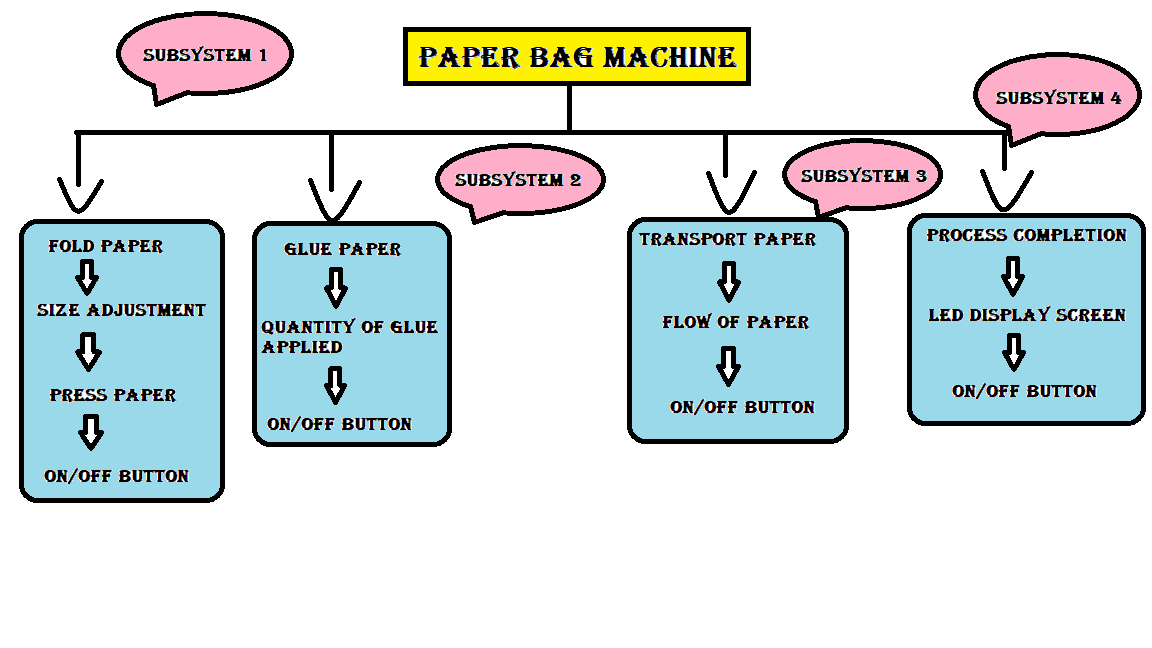 PAPER BAG MACHINE
SUBSYSTEM 1
FOLD PAPER
SIZE ADJUSTMENT
PRESS PAPER
ON/OFF BUTTON
SUBSYSTEM 2
GLUE PAPER
QUANTITY OF GLUE
APPLIED
ON/OFF BUTTON
SUBSYSTEM 3
TRANSPORT PAPER
FLOW OF PAPER
ON/OFF BUTTON
SUBSYSTEM 4
PROCESS COMPLETION
LED DISPLAY SCREEN
ON/OFF BUTTON